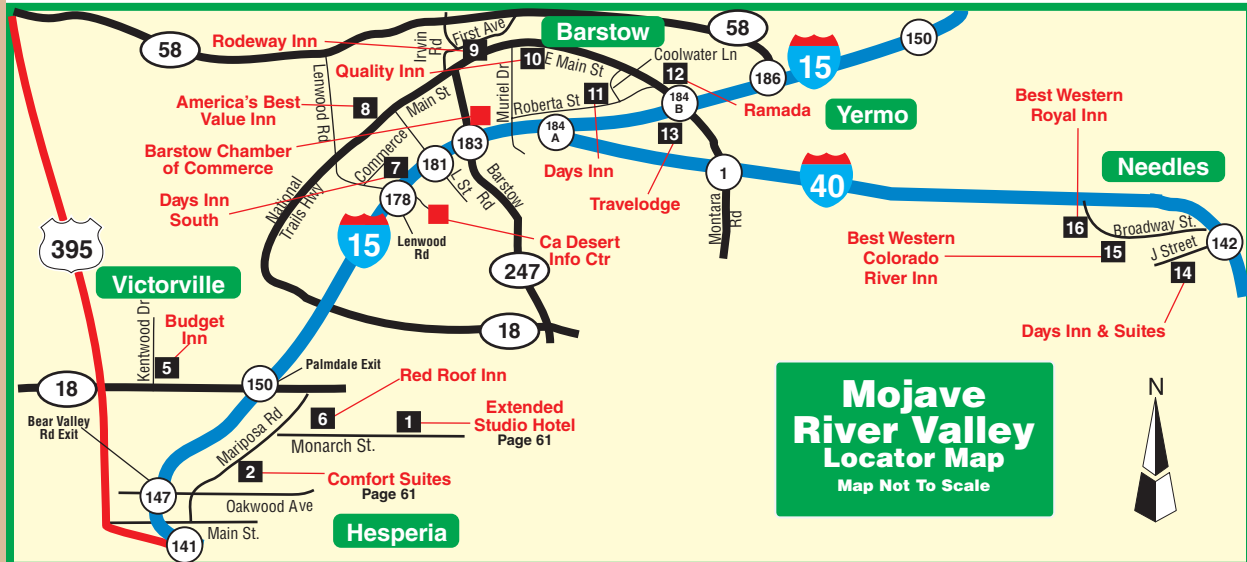 58
Rodeway Inn
Irwin
Rd
First Ave
9
Barstow
58
150
Quality Inn
10
E Main St
Coolwater Ln
15
186
Lenwood Rd
Muriel Dr
12
America's Best
Value Inn
8
Main St
Roberta St
11
184
B
Ramada
Yermo
Best Western
Royal Inn
Barstow Chamber
of Commerce
183
184
A
13
Needles
Commerce
7
181
L St.
Barstow
Rd
Days Inn
1
40
Days Inn
South
178
Travelodge
National
Trails Hwy
Montara
Rd
16
Broadway St.
395
15
Lenwood
Rd
Ca Desert
Info Ctr
Best Western
Colorado
River Inn
15
J Street
142
247
14
Victorville
Kentwood Dr
Budget
Inn
18
Days Inn & Suites
5
18
150
Palmdale Exit
Red Roof Inn
Bear Valley
Rd Exit
Mariposa Rd
6
1
Extended
Studio Hotel
Page 61
Monarch St.
2
Comfort Suites
Page 61
147
Oakwood Ave
Main St.
141
Hesperia
Mojave
River Valley
Locator Map
Map Not To Scale
N